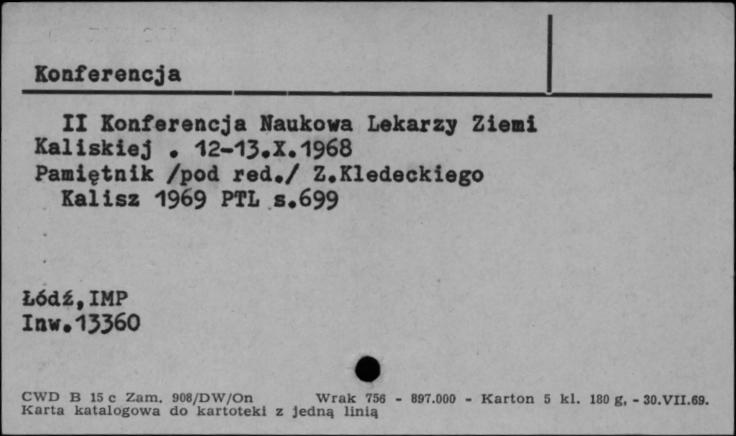 Konferencja
II Konferencja Naukowa Lekarzy Ziemi
Kaliskiej . 12-13.X.1968
Pamiętnik /pod red./ Z.Kledeckiego
Kalisz 1969 PTL s.699
Łódź,IMP
Inw.13360
CWD B 15 c Zam. 908/DW/On Wrak 756 - 897.000 - Karton 5 kl. 180 g, - 30.VII.69.
Karta katalogowa do kartoteki z jedną linią